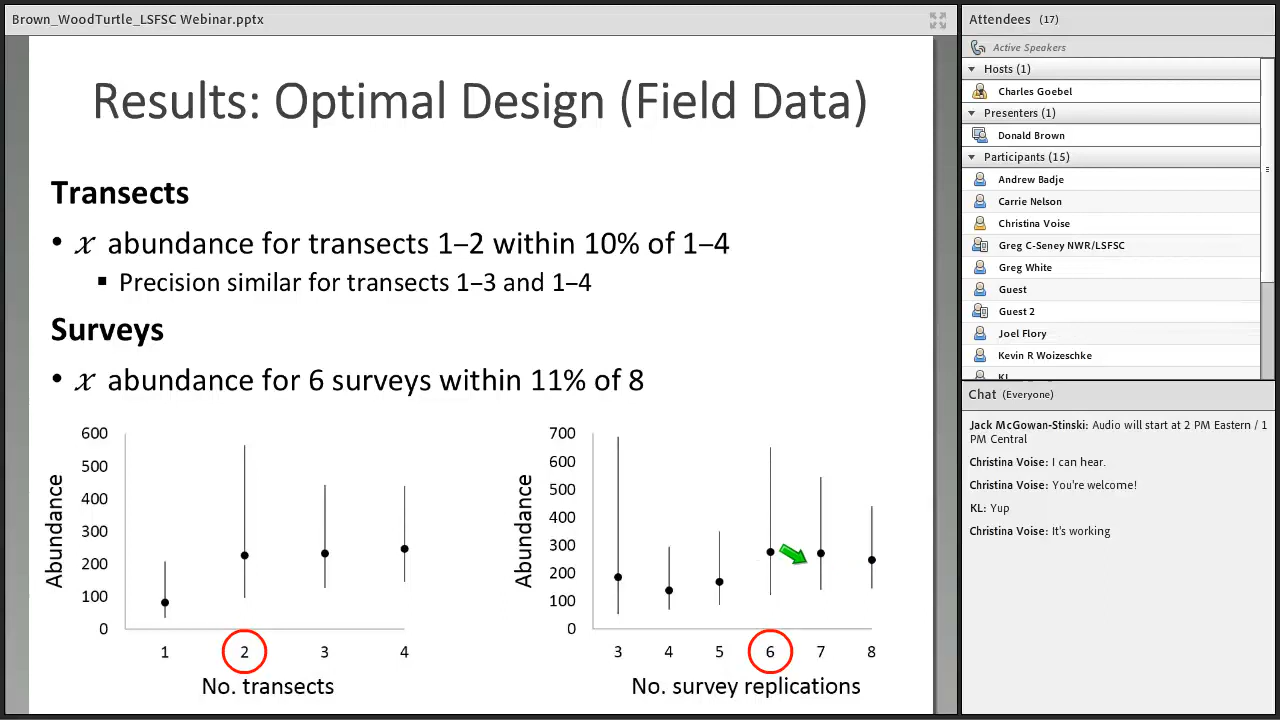 Brown_WoodTurtle_LSFSC Webinar.pptx
Results: Optimal Design (Field Data)
Transects
• x abundance for transects 1–2 within 10% of 1–4
▪ Precision similar for transects 1–3 and 1–4
Surveys
• x abundance for 6 surveys within 11% of 8
Abundance
600
500
400
300
200
100
0
1 2 3 4
No. transects
Abundance
700
600
500
400
300
200
100
0
3 4 5 6 7 8
No. survey replications
Attendees (17)
Active Speakers
Hosts (1)
Charles Goebel
Presenters (1)
Donald Brown
Participants (15)
Andrew Badje
Carrie Nelson
Christina Voise
Greg C-Seney NWR/LSFSC
Greg White
Guest
Guest 2
Joel Flory
Kevin R Woizeschke
KL
Chat (Everyone)
Jack McGowan-Stinski: Audio will start at 2 PM Eastern / 1
PM Central
Christina Voise: I can hear.
Christina Voise: You're welcome!
KL: Yup
Christina Voise: It's working